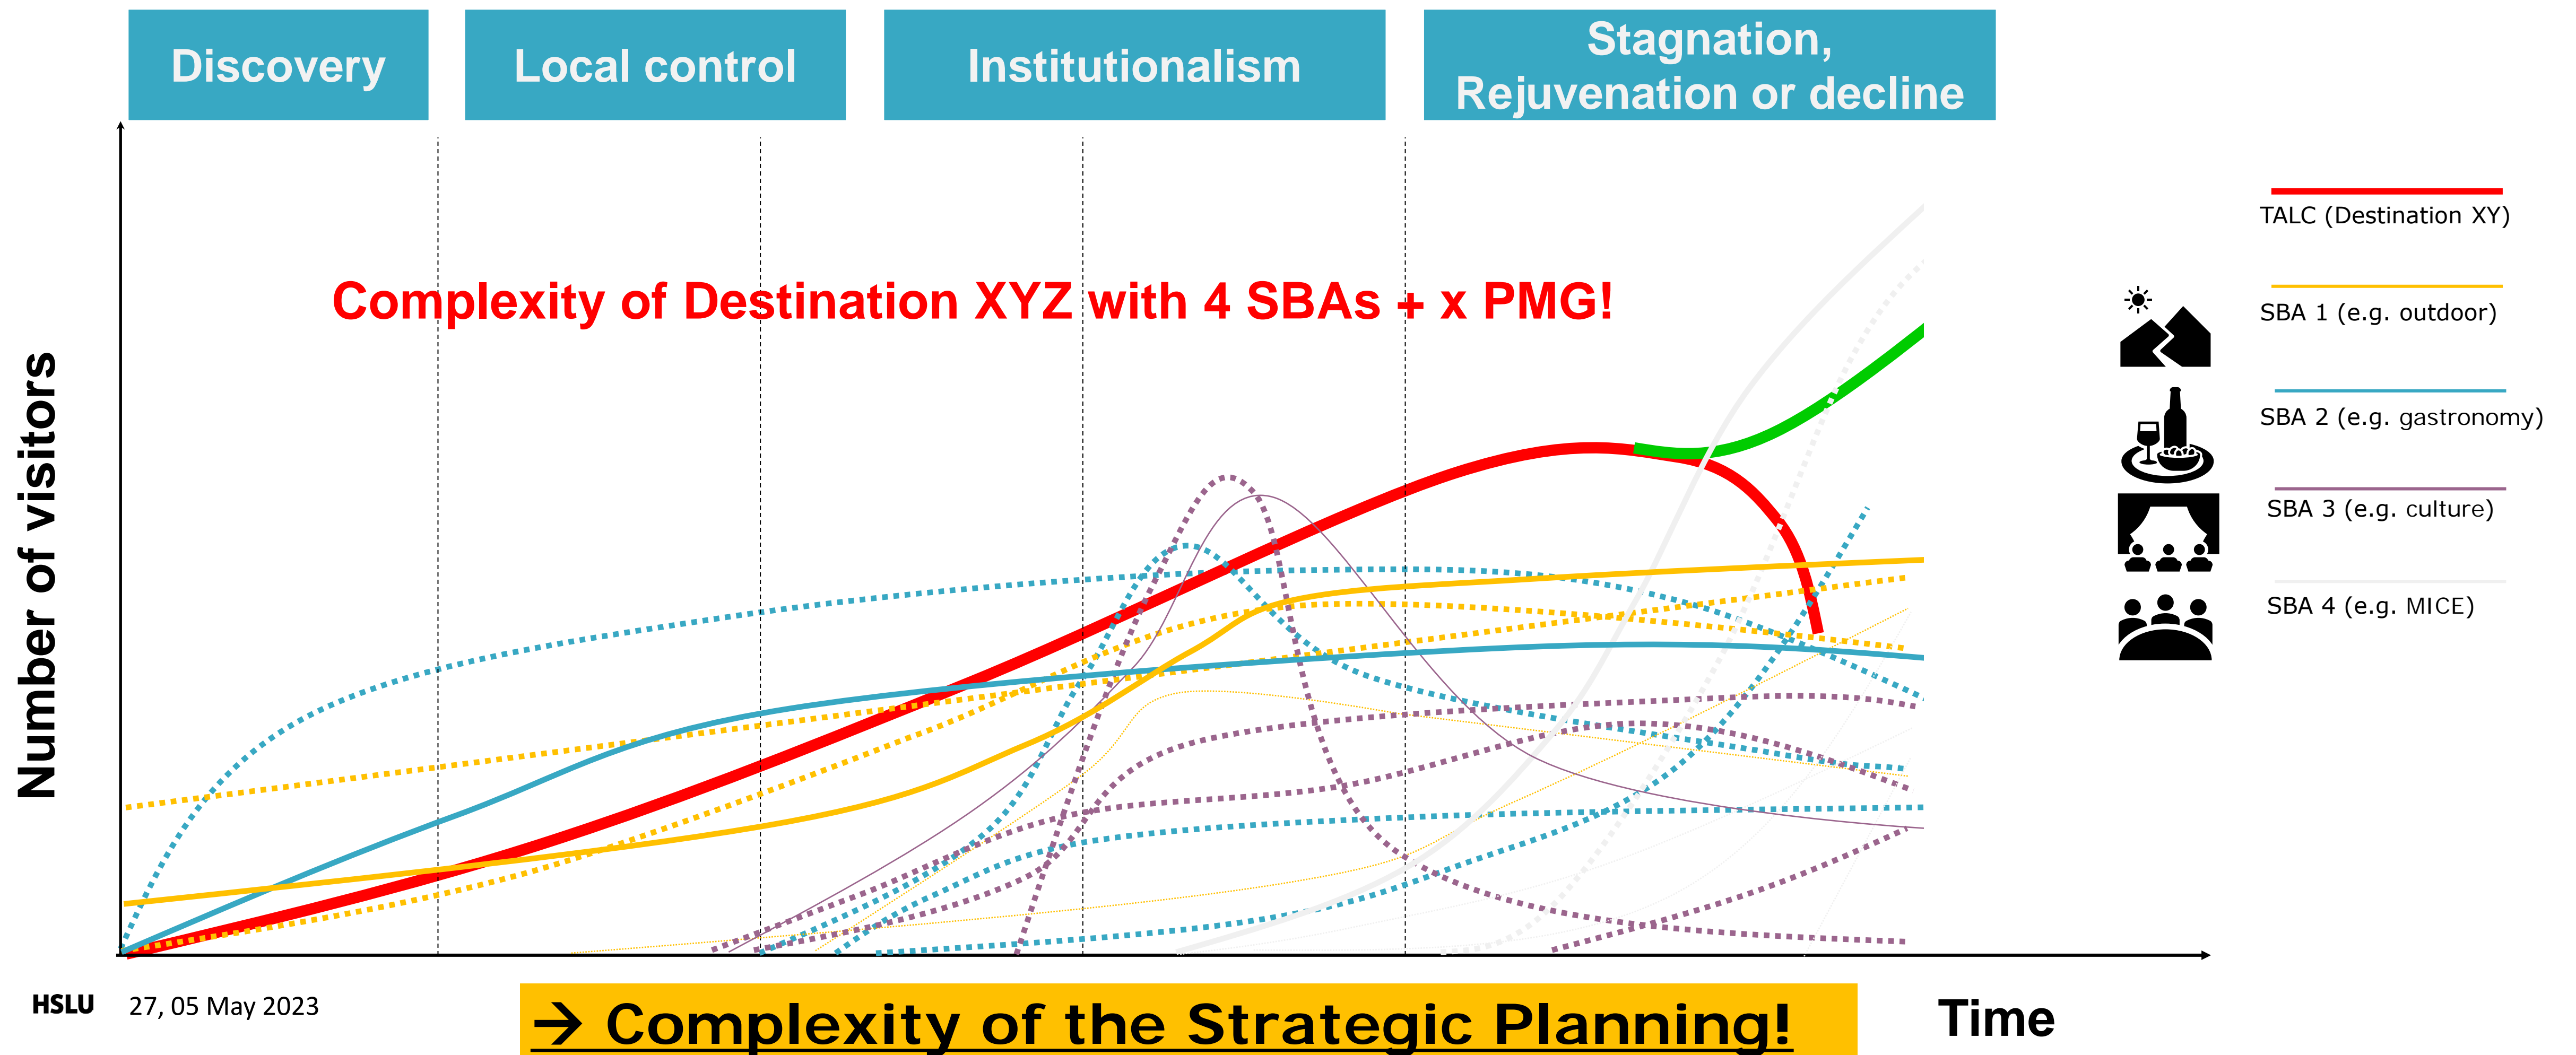 Discovery
Local control
Institutionalism
Stagnation,
Rejuvenation or decline
Number of visitors
Complexity of Destination XYZ with 4 SBAs + x PMG!
TALC (Destination XY)
SBA 1 (e.g. outdoor)
SBA 2 (e.g. gastronomy)
SBA 3 (e.g. culture)
SBA 4 (e.g. MICE)
HSLU
27, 05 May 2023
→ Complexity of the Strategic Planning!
Time